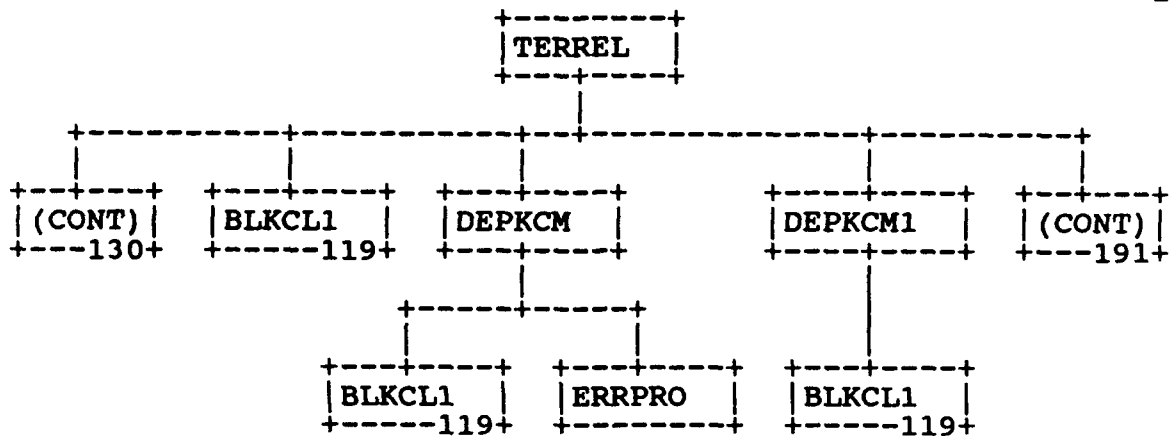 TERREL
(CONT) BLKCL1 DEPKCM DEPKCM1 (CONT)
130 119 191
BLKCL1 ERRPRO BLKCL1
119 119